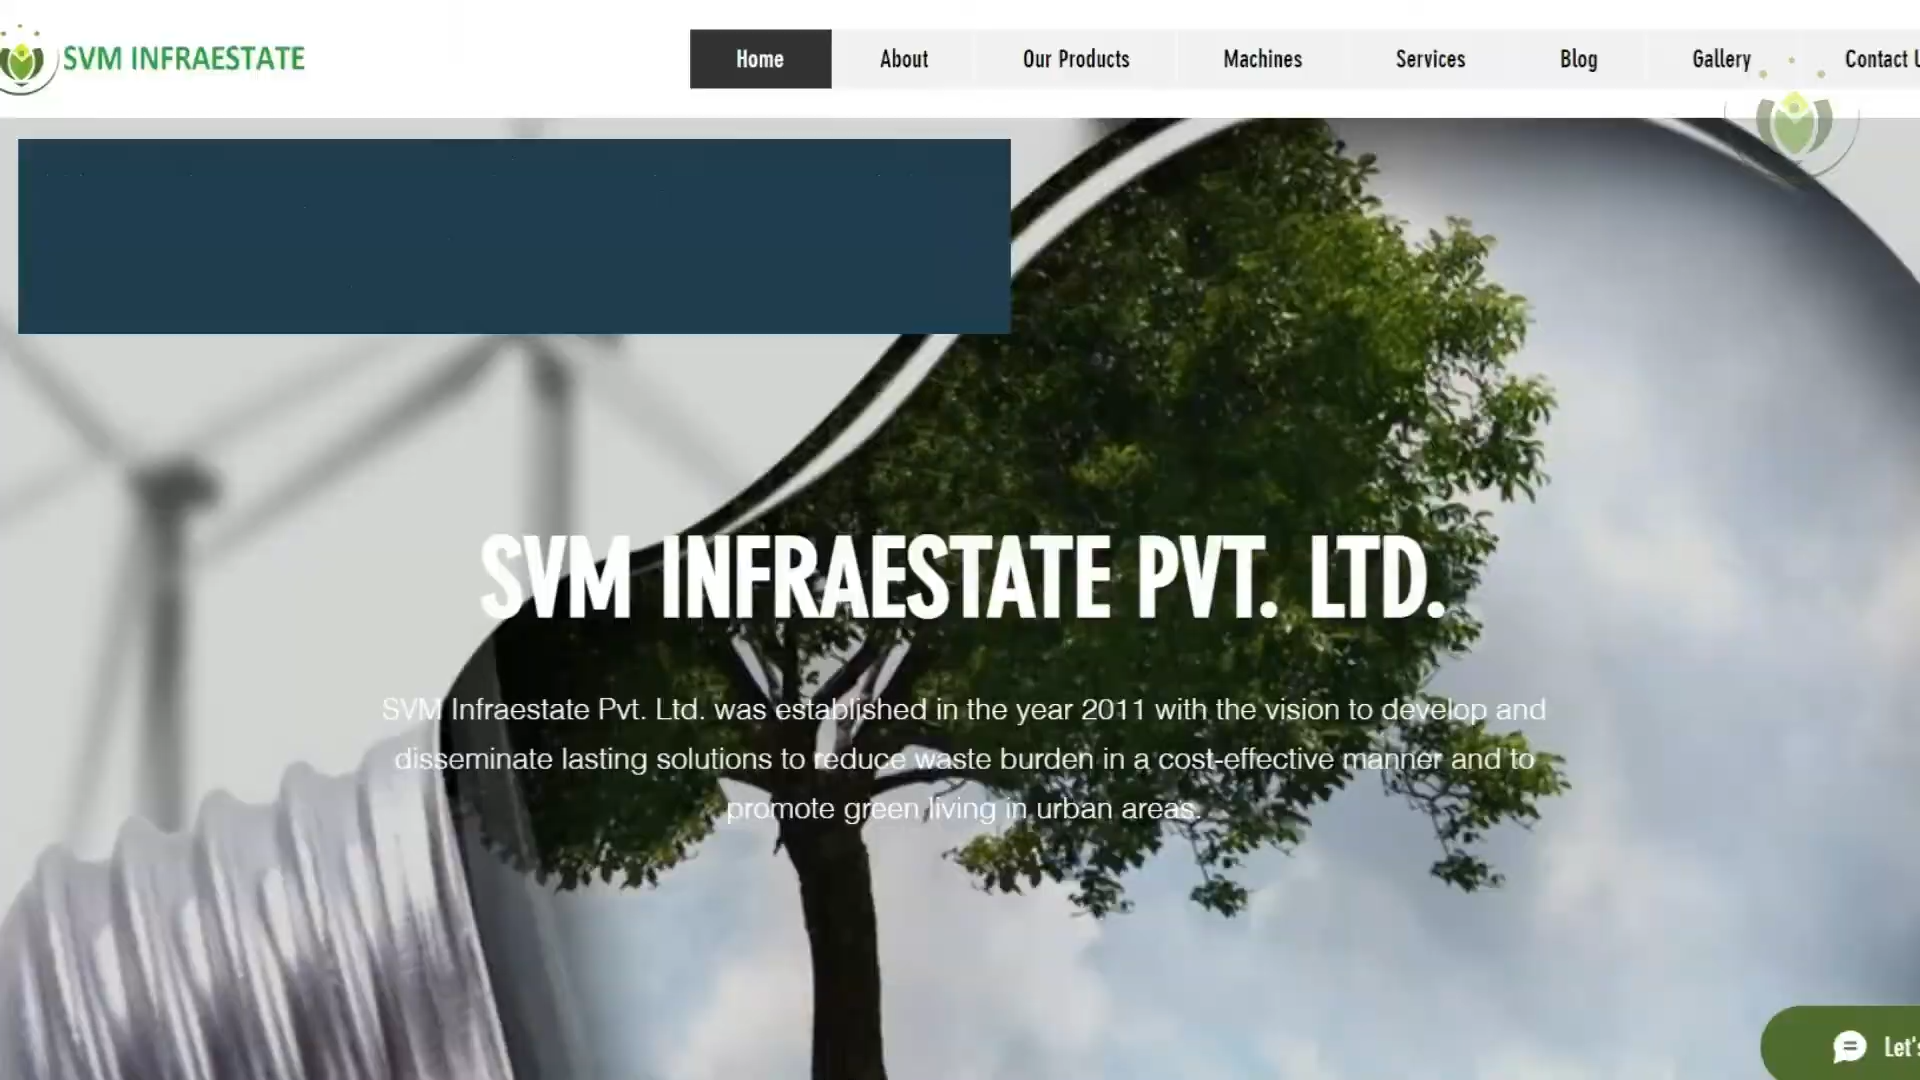 SVM INFRAESTATE
Home About Our Products Machines Services Blog Gallery Contact
SVM INFRAESTATE PVT. LTD.
SVM Infraestate Pvt. Ltd. was established in the year 2011 with the vision to develop and
disseminate lasting solutions to reduce waste burden in a cost-effective manner and to
promote green living in urban areas.
Let's